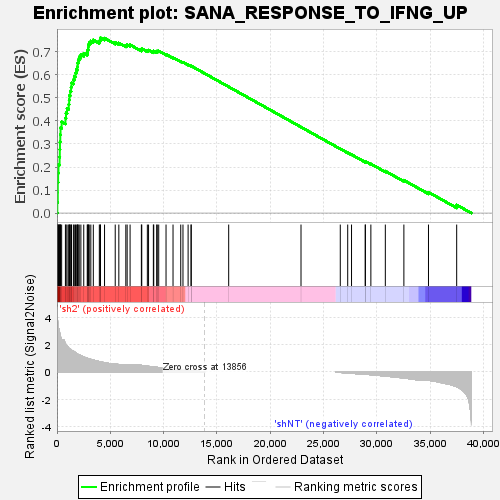 Enrichment plot: SANA_RESPONSE_TO_IFNG_UP
Enrichment score (ES)
0.7
0.6
0.5
0.4
0.3
0.2
0.1
0.0
'sh2' (positively correlated)
Ranked list metric (Signal2Noise)
4
2
0
-2
-4
Zero cross at 13856
'shNT' (negatively correlated)
0 5,000 10,000 15,000 20,000 25,000 30,000 35,000 40,000
Rank in Ordered Dataset
Enrichment profile Hits Ranking metric scores